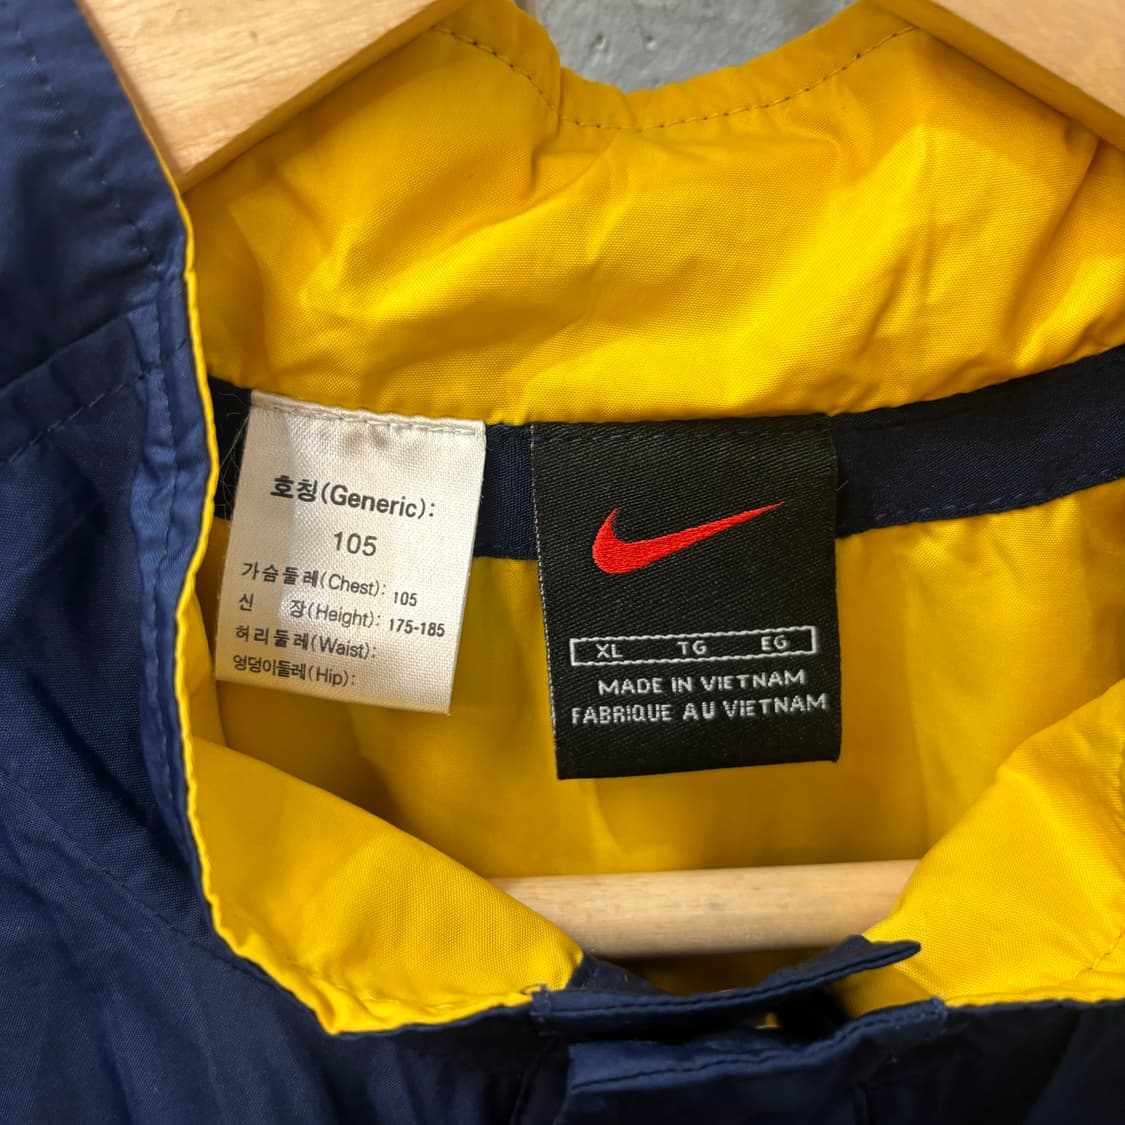 호칭(Generic):
105
가슴둘레(Chest): 105
신 장(Height): 175-185
허리둘레(Waist):
엉덩이둘레(Hip):
XL TG EG
MADE IN VIETNAM
FABRIQUE AU VIETNAM